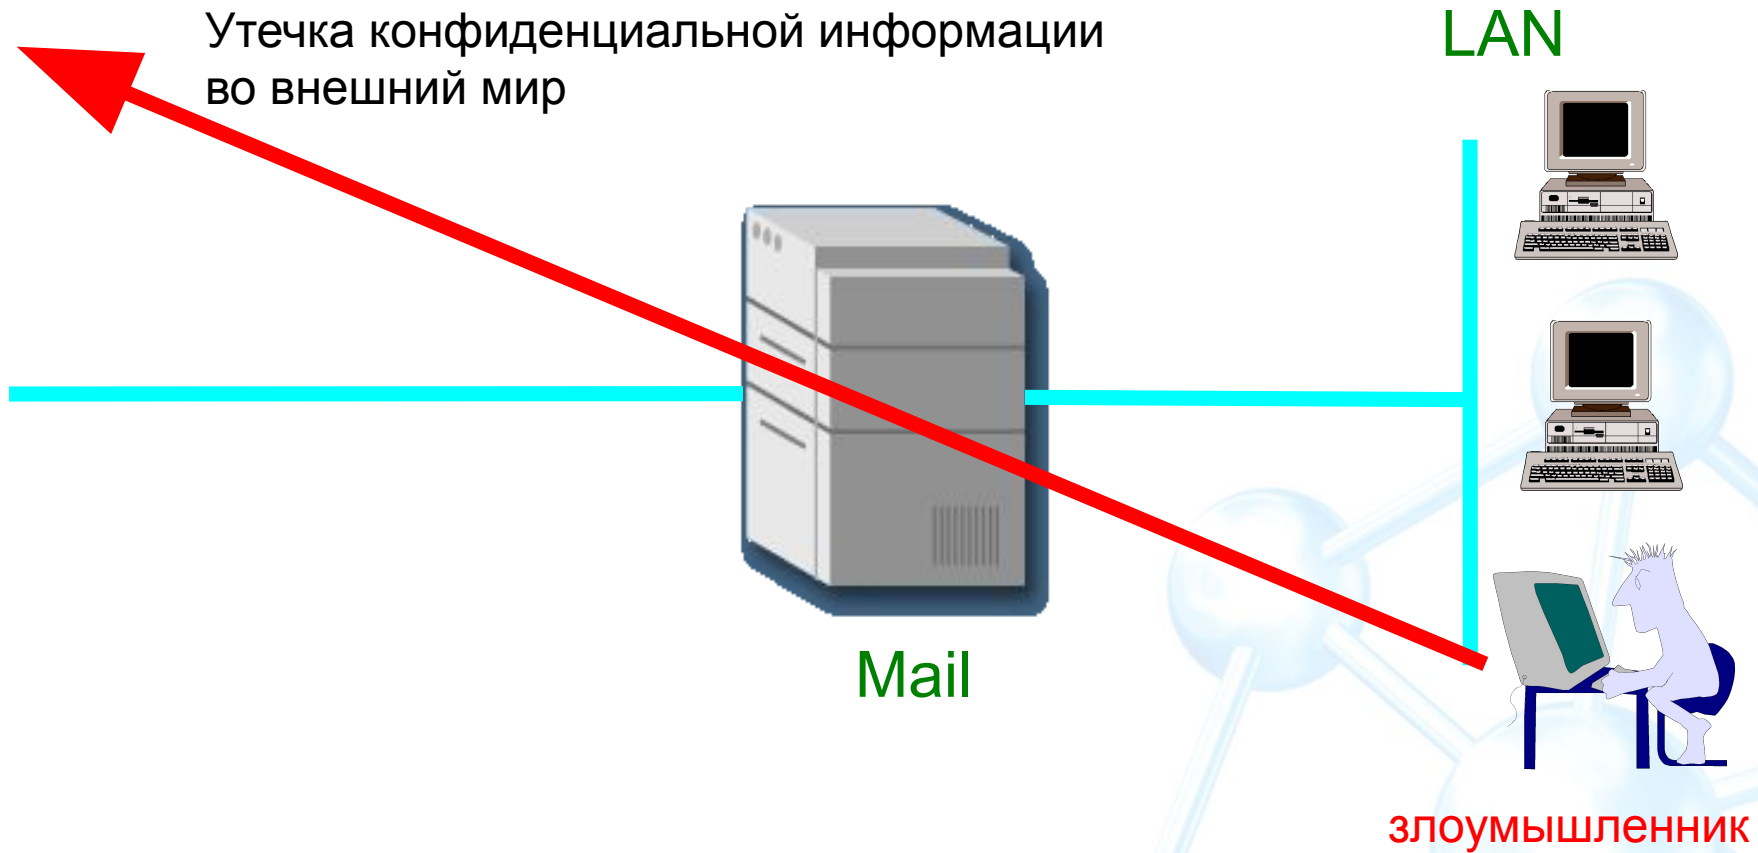 Утечка конфиденциальной информации
во внешний мир
LAN
Mail
злоумышленник